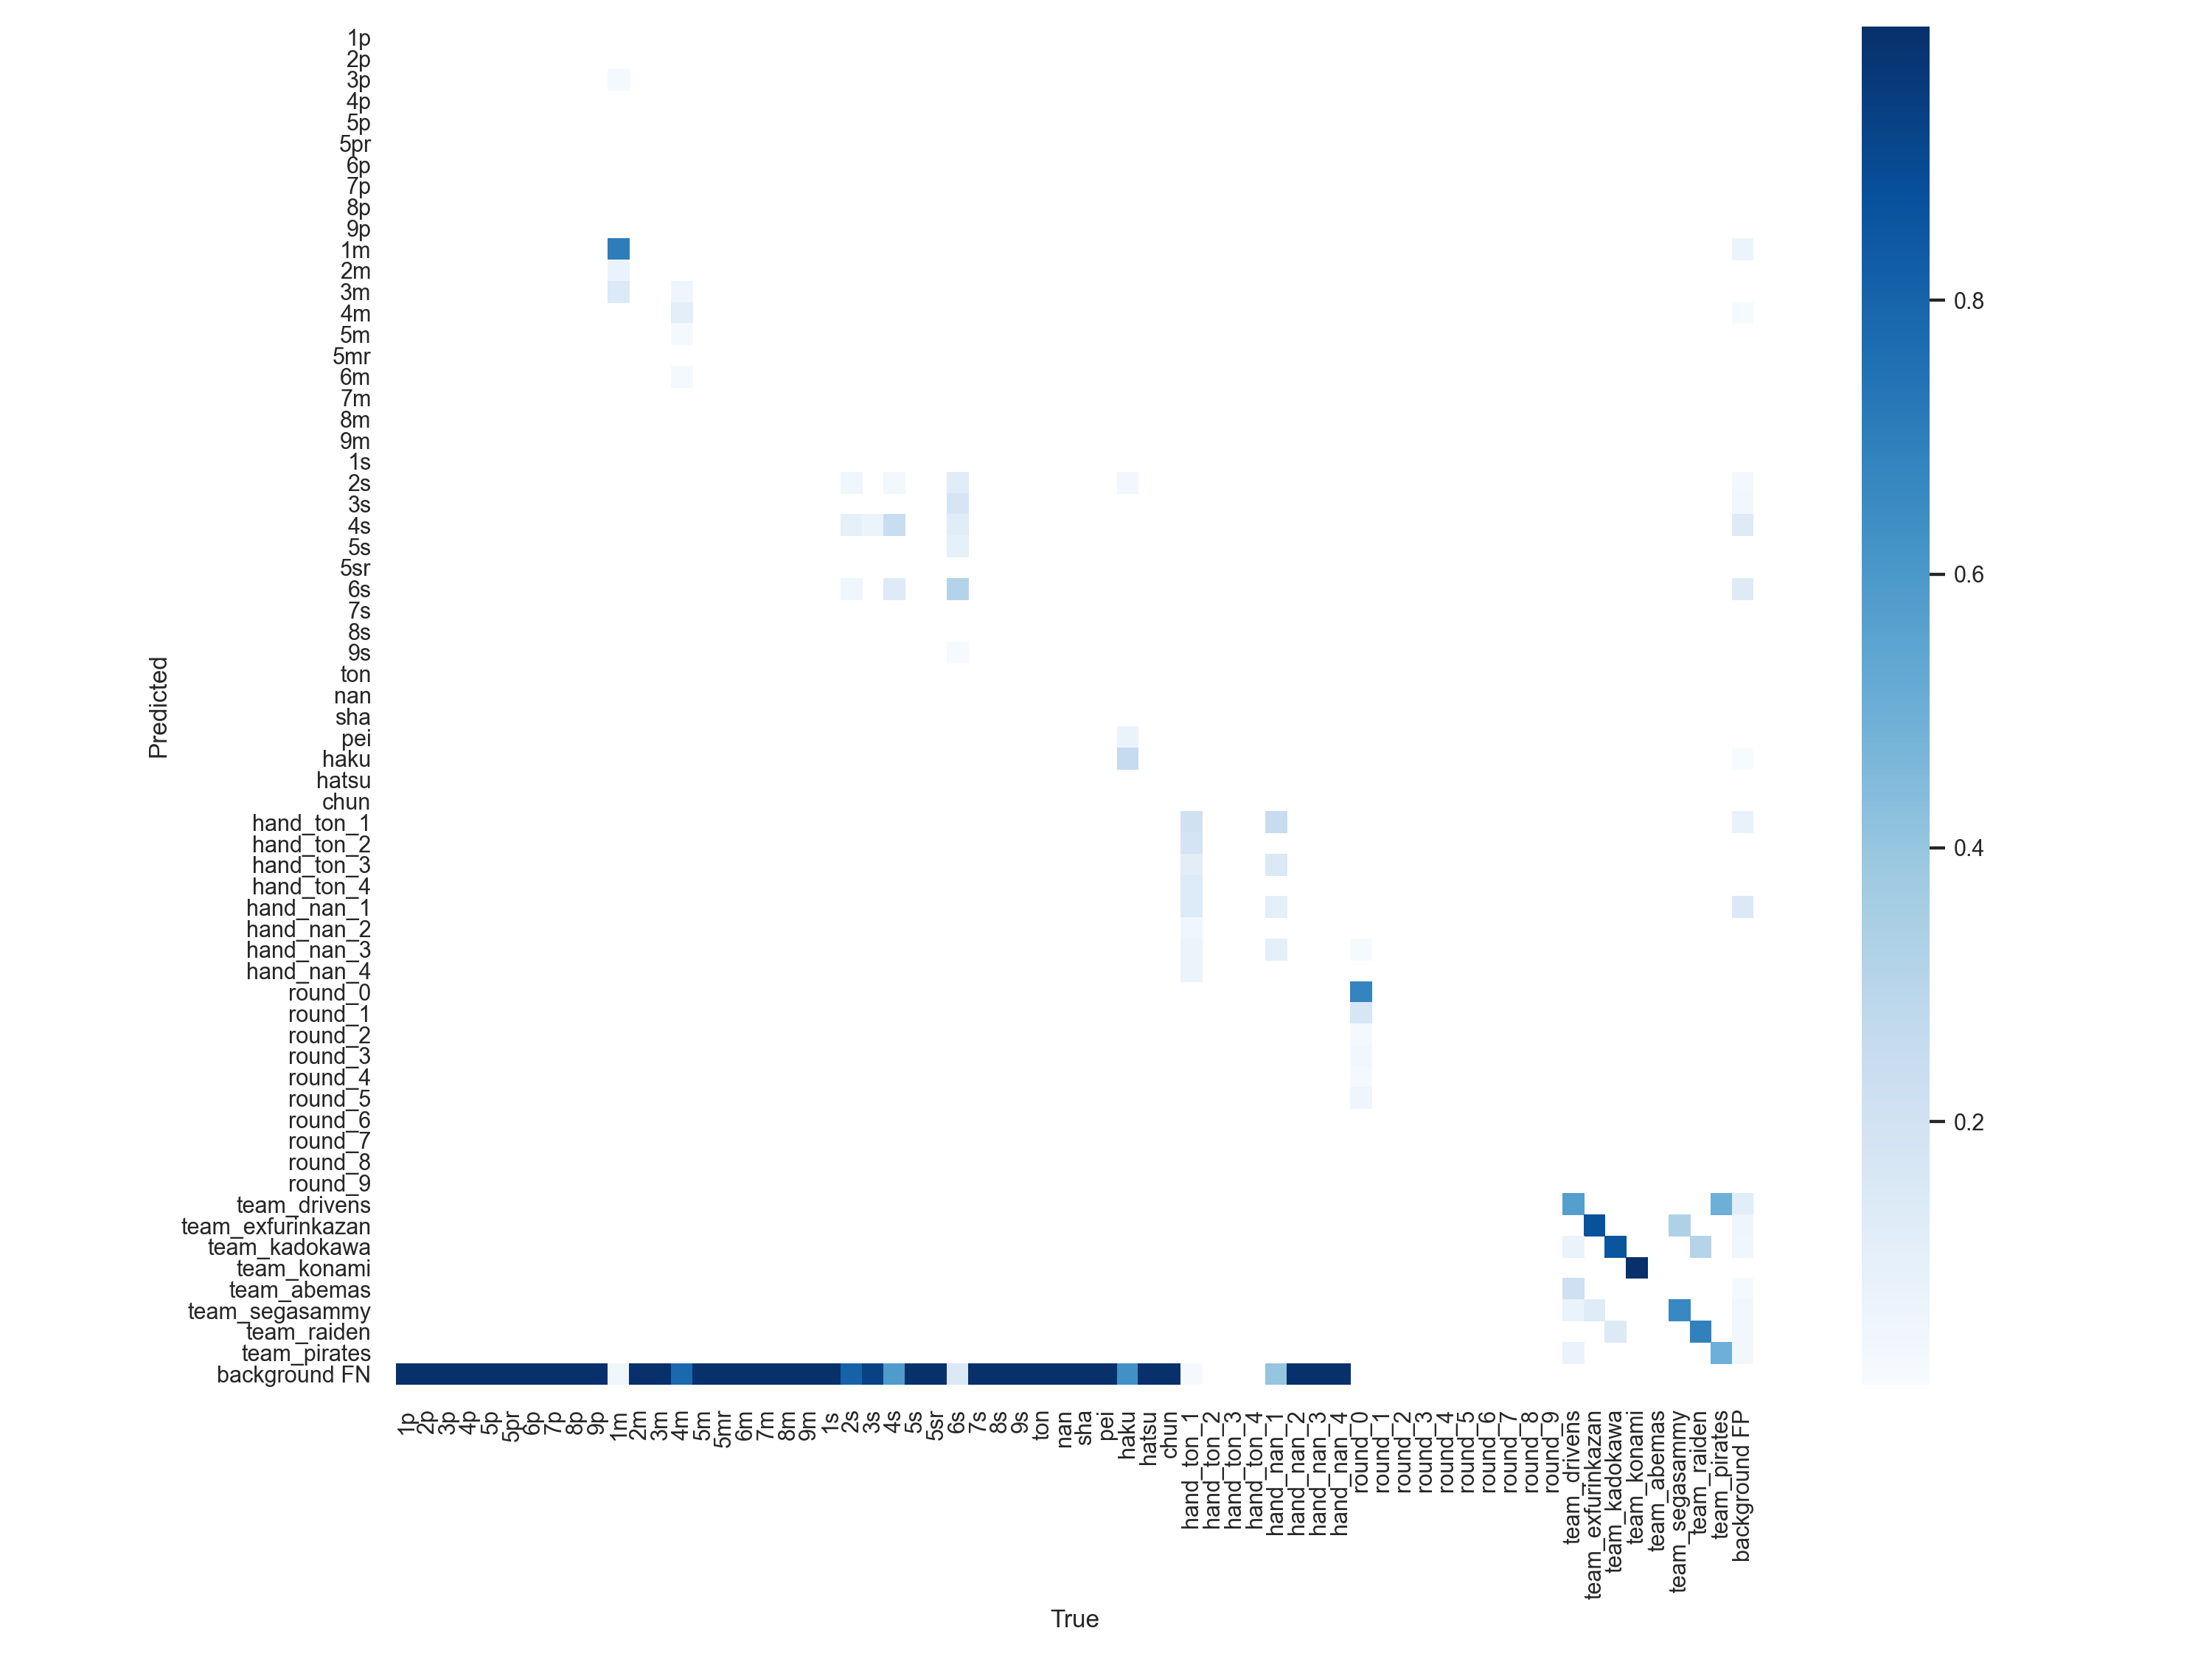 1p
2p
3p
4p
5p
5pr
6p
7p
8p
9p
1m
2m
3m
4m
5m
5mr
6m
7m
8m
9m
1s
2s
3s
4s
5s
5sr
6s
7s
8s
9s
ton
nan
sha
pei
haku
hatsu
chun
hand_ton_1
hand_ton_2
hand_ton_3
hand_ton_4
hand_nan_1
hand_nan_2
hand_nan_3
hand_nan_4
round_0
round_1
round_2
round_3
round_4
round_5
round_6
round_7
round_8
round_9
team_drivens
team_exfurinkazan
team_kadokawa
team_konami
team_abemas
team_segasammy
team_raiden
team_pirates
background FN
Predicted
1p
2p
3p
4p
5p
5pr
6p
7p
8p
9p
1m
2m
3m
4m
5m
5mr
6m
7m
8m
9m
1s
2s
3s
4s
5s
5sr
6s
7s
8s
9s
ton
nan
sha
pei
haku
hatsu
chun
hand_ton_1
hand_ton_2
hand_ton_3
hand_ton_4
hand_nan_1
hand_nan_2
hand_nan_3
hand_nan_4
round_0
round_1
round_2
round_3
round_4
round_5
round_6
round_7
round_8
round_9
team_drivens
team_exfurinkazan
team_kadokawa
team_konami
team_abemas
team_segasammy
team_raiden
team_pirates
background FP
True
0.8
0.6
0.4
0.2